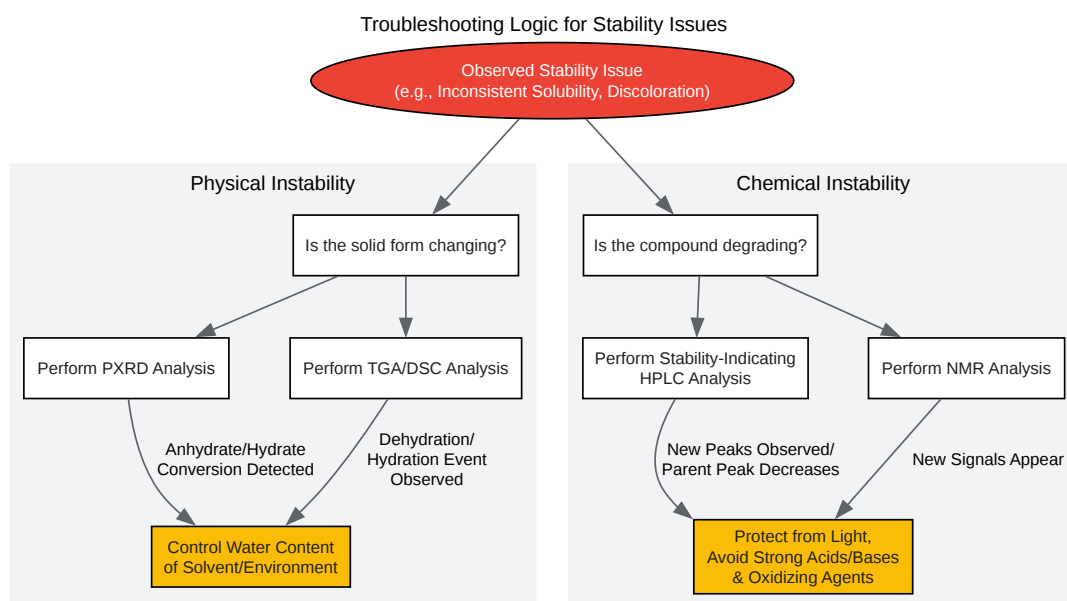 Troubleshooting Logic for Stability Issues
Observed Stability Issue
(e.g., Inconsistent Solubility, Discoloration)
Physical Instability
Is the solid form changing?
Perform PXRD Analysis
Perform TGA/DSC Analysis
Anhydrate/Hydrate
Conversion Detected
Dehydration/
Hydration Event
Observed
Control Water Content
of Solvent/Environment
Chemical Instability
Is the compound degrading?
Perform Stability-Indicating
HPLC Analysis
Perform NMR Analysis
New Peaks Observed/
Parent Peak Decreases
New Signals Appear
Protect from Light,
Avoid Strong Acids/Bases
& Oxidizing Agents